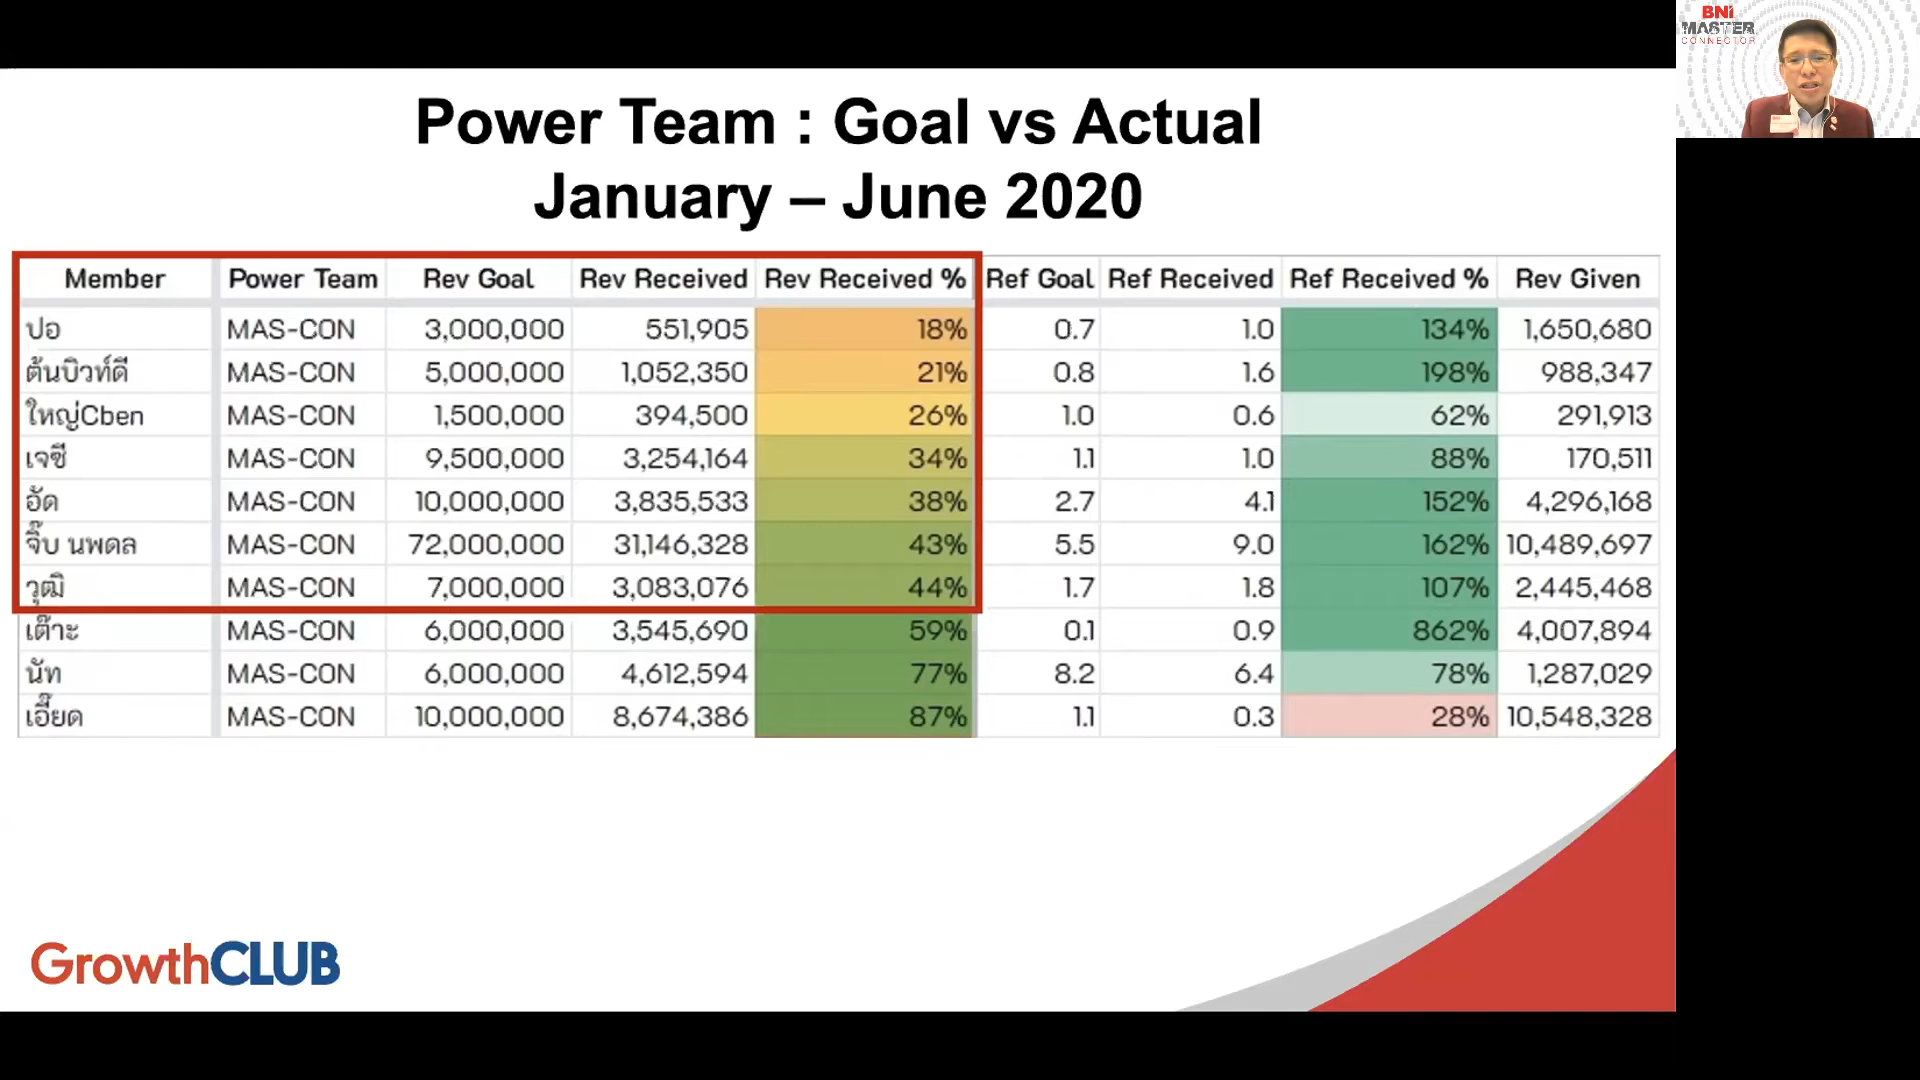 BNI
MASTER
CONNECTOR
Power Team : Goal vs Actual
January – June 2020
Member Power Team Rev Goal Rev Received Rev Received % Ref Goal Ref Received Ref Received % Rev Given
ปอ MAS-CON 3,000,000 551,905 18% 0.7 1.0 134% 1,650,680
ต้นบิวท์ดี MAS-CON 5,000,000 1,052,350 21% 0.8 1.6 198% 988,347
ใหญ่Cben MAS-CON 1,500,000 394,500 26% 1.0 0.6 62% 291,913
เจซี MAS-CON 9,500,000 3,254,164 34% 1.1 1.0 88% 170,511
อ้ด MAS-CON 10,000,000 3,835,533 38% 2.7 4.1 152% 4,296,168
จิ๊บ นพดล MAS-CON 72,000,000 31,146,328 43% 5.5 9.0 162% 10,489,697
วุฒิ MAS-CON 7,000,000 3,083,076 44% 1.7 1.8 107% 2,445,468
เต๊าะ MAS-CON 6,000,000 3,545,690 59% 0.1 0.9 862% 4,007,894
นัท MAS-CON 6,000,000 4,612,594 77% 8.2 6.4 78% 1,287,029
เอี๊ยด MAS-CON 10,000,000 8,674,386 87% 1.1 0.3 28% 10,548,328
GrowthCLUB